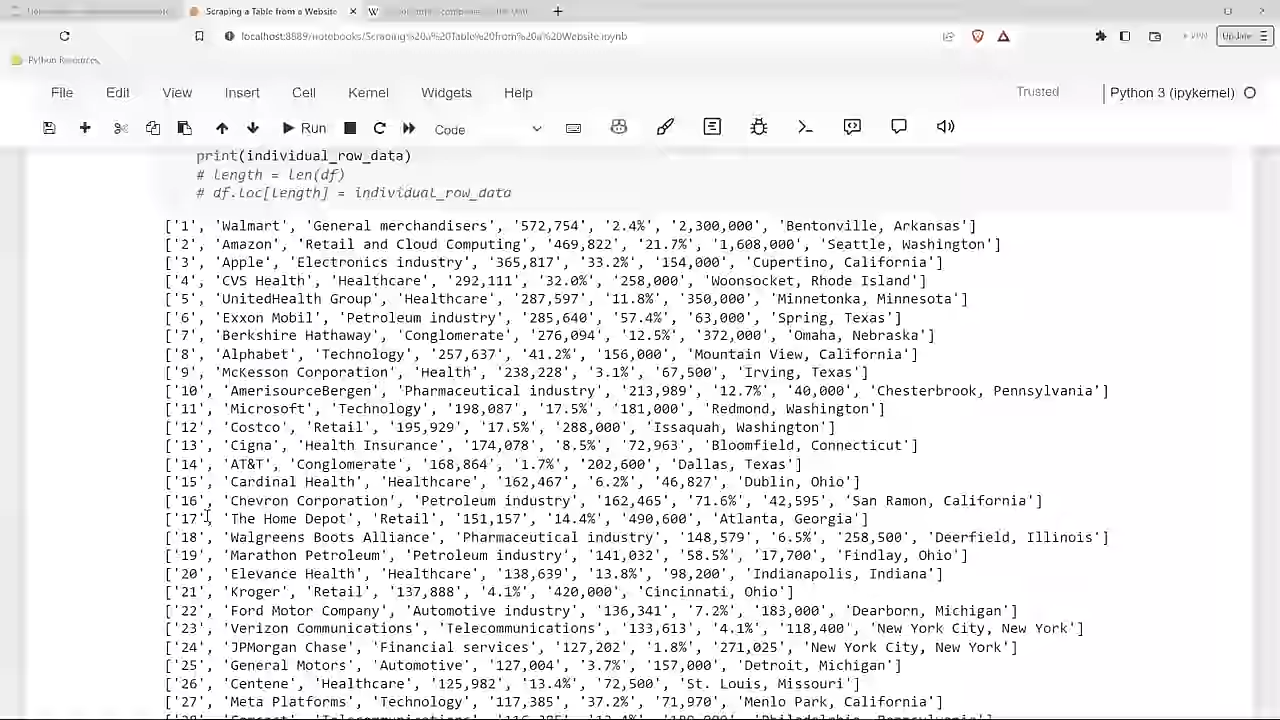 Scraping a Table from a Website
localhost:8889/notebooks/Scraping%20a%20Table%20from%20a%20Website.ipynb
Update
Python Resources
File Edit View Insert Cell Kernel Widgets Help Trusted Python 3 (ipykernel)
Run Code
print(individual_row_data)
# length = len(df)
# df.loc[length] = individual_row_data
['1', 'Walmart', 'General merchandisers', '572,754', '2.4%', '2,300,000', 'Bentonville, Arkansas']
['2', 'Amazon', 'Retail and Cloud Computing', '469,822', '21.7%', '1,608,000', 'Seattle, Washington']
['3', 'Apple', 'Electronics industry', '365,817', '33.2%', '154,000', 'Cupertino, California']
['4', 'CVS Health', 'Healthcare', '292,111', '32.0%', '258,000', 'Woonsocket, Rhode Island']
['5', 'UnitedHealth Group', 'Healthcare', '287,597', '11.8%', '350,000', 'Minnetonka, Minnesota']
['6', 'Exxon Mobil', 'Petroleum industry', '285,640', '57.4%', '63,000', 'Spring, Texas']
['7', 'Berkshire Hathaway', 'Conglomerate', '276,094', '12.5%', '372,000', 'Omaha, Nebraska']
['8', 'Alphabet', 'Technology', '257,637', '41.2%', '156,000', 'Mountain View, California']
['9', 'McKesson Corporation', 'Health', '238,228', '3.1%', '67,500', 'Irving, Texas']
['10', 'AmerisourceBergen', 'Pharmaceutical industry', '213,989', '12.7%', '40,000', 'Chesterbrook, Pennsylvania']
['11', 'Microsoft', 'Technology', '198,087', '17.5%', '181,000', 'Redmond, Washington']
['12', 'Costco', 'Retail', '195,929', '17.5%', '288,000', 'Issaquah, Washington']
['13', 'Cigna', 'Health Insurance', '174,078', '8.5%', '72,963', 'Bloomfield, Connecticut']
['14', 'AT&T', 'Conglomerate', '168,864', '1.7%', '202,600', 'Dallas, Texas']
['15', 'Cardinal Health', 'Healthcare', '162,467', '6.2%', '46,827', 'Dublin, Ohio']
['16', 'Chevron Corporation', 'Petroleum industry', '162,465', '71.6%', '42,595', 'San Ramon, California']
['17', 'The Home Depot', 'Retail', '151,157', '14.4%', '490,600', 'Atlanta, Georgia']
['18', 'Walgreens Boots Alliance', 'Pharmaceutical industry', '148,579', '6.5%', '258,500', 'Deerfield, Illinois']
['19', 'Marathon Petroleum', 'Petroleum industry', '141,032', '58.5%', '17,700', 'Findlay, Ohio']
['20', 'Elevance Health', 'Healthcare', '138,639', '13.8%', '98,200', 'Indianapolis, Indiana']
['21', 'Kroger', 'Retail', '137,888', '4.1%', '420,000', 'Cincinnati, Ohio']
['22', 'Ford Motor Company', 'Automotive industry', '136,341', '7.2%', '183,000', 'Dearborn, Michigan']
['23', 'Verizon Communications', 'Telecommunications', '133,613', '4.1%', '118,400', 'New York City, New York']
['24', 'JPMorgan Chase', 'Financial services', '127,202', '1.8%', '271,025', 'New York City, New York']
['25', 'General Motors', 'Automotive', '127,004', '3.7%', '157,000', 'Detroit, Michigan']
['26', 'Centene', 'Healthcare', '125,982', '13.4%', '72,500', 'St. Louis, Missouri']
['27', 'Meta Platforms', 'Technology', '117,385', '37.2%', '71,970', 'Menlo Park, California']